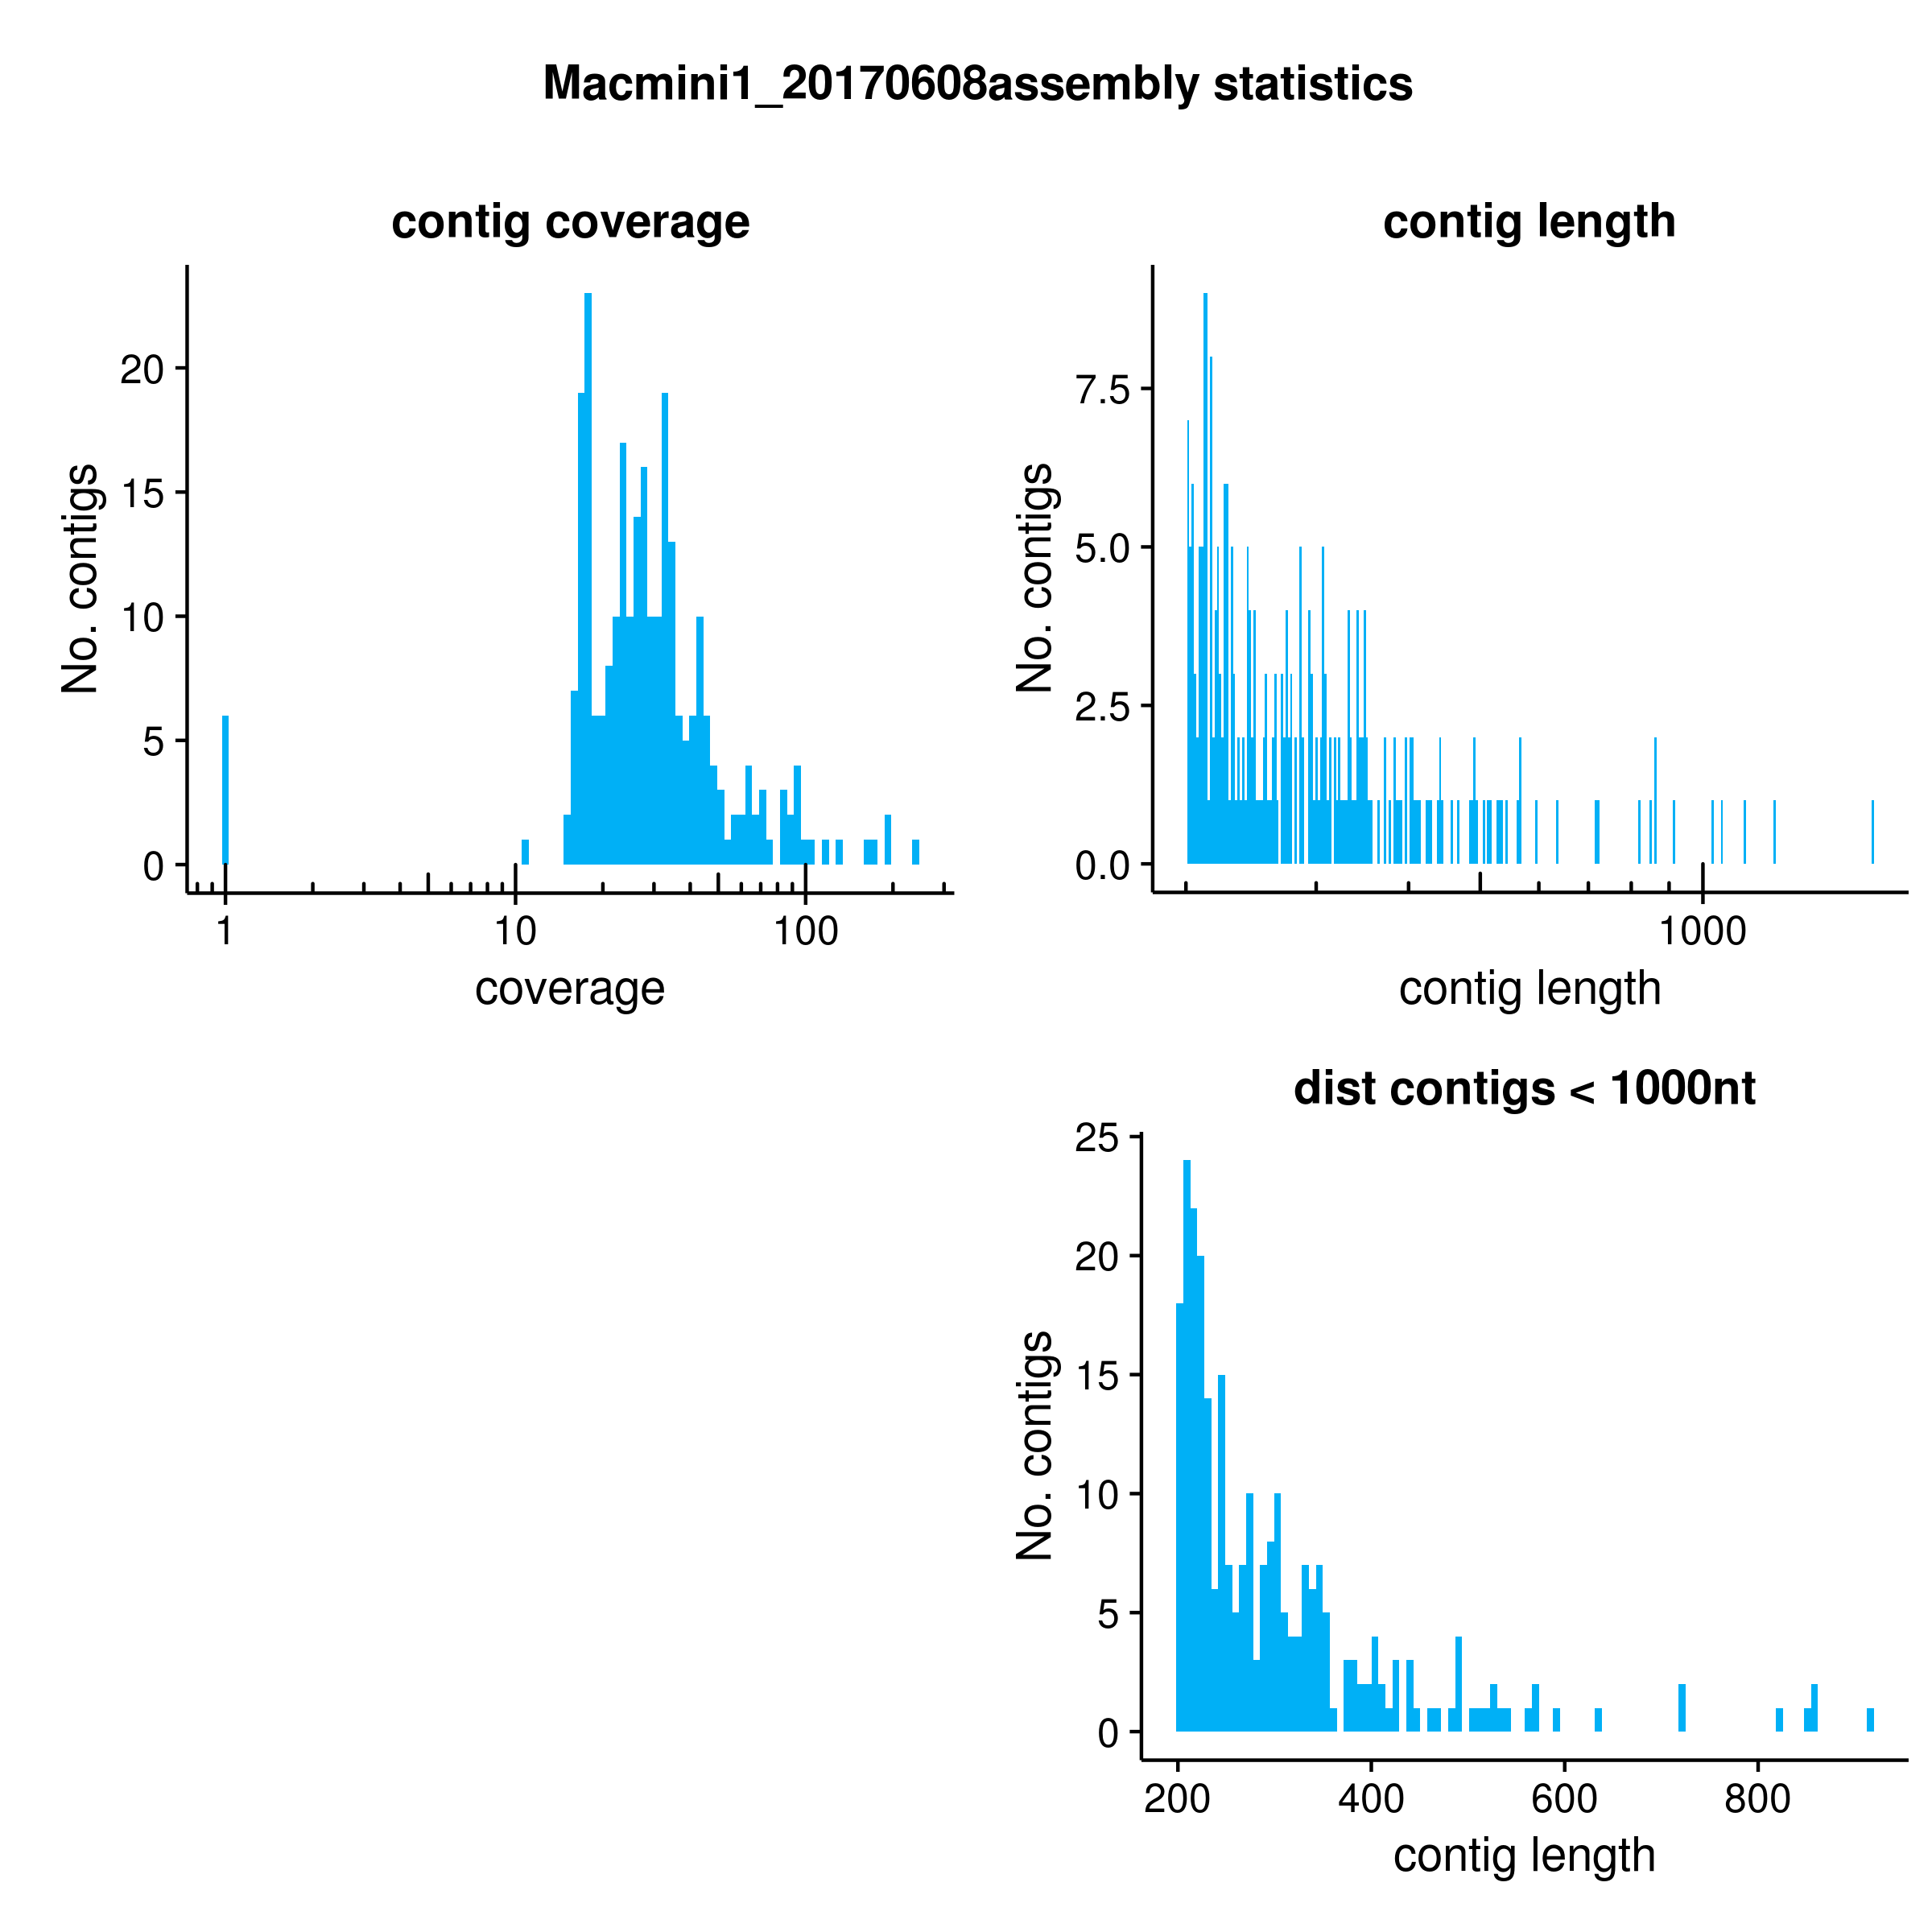 Macmini1_20170608assembly statistics
contig coverage
No. contigs
20
15
10
5
0
1 10 100
coverage
contig length
No. contigs
7.5
5.0
2.5
0.0
1000
contig length
dist contigs < 1000nt
No. contigs
25
20
15
10
5
0
200 400 600 800
contig length